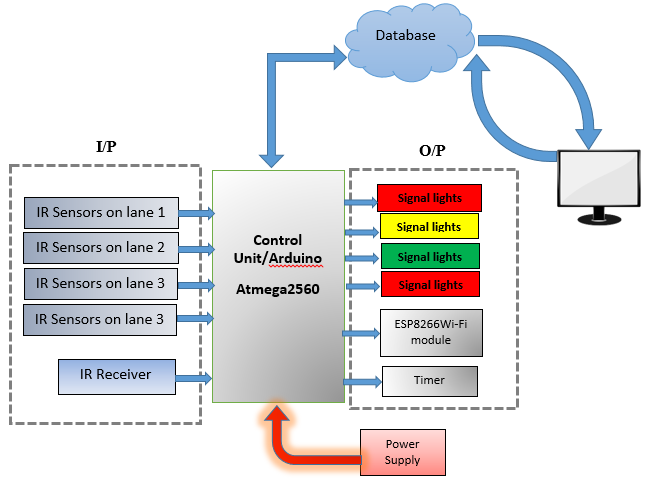 Database
I/P
O/P
IR Sensors on lane 1
IR Sensors on lane 2
IR Sensors on lane 3
IR Sensors on lane 3
IR Receiver
Control
Unit/Arduino
Atmega2560
Signal lights
Signal lights
Signal lights
Signal lights
ESP8266Wi-Fi
module
Timer
Power
Supply